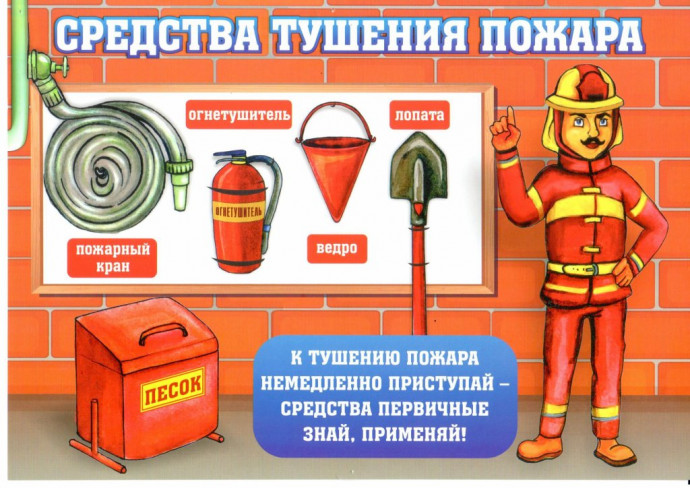 СРЕДСТВА ТУШЕНИЯ ПОЖАРА
огнетушитель
лопата
ОГНЕТУШИТЕЛЬ
пожарный
кран
ведро
ПЕСОК
К ТУШЕНИЮ ПОЖАРА
НЕМЕДЛЕННО ПРИСТУПАЙ –
СРЕДСТВА ПЕРВИЧНЫЕ
ЗНАЙ, ПРИМЕНЯЙ!